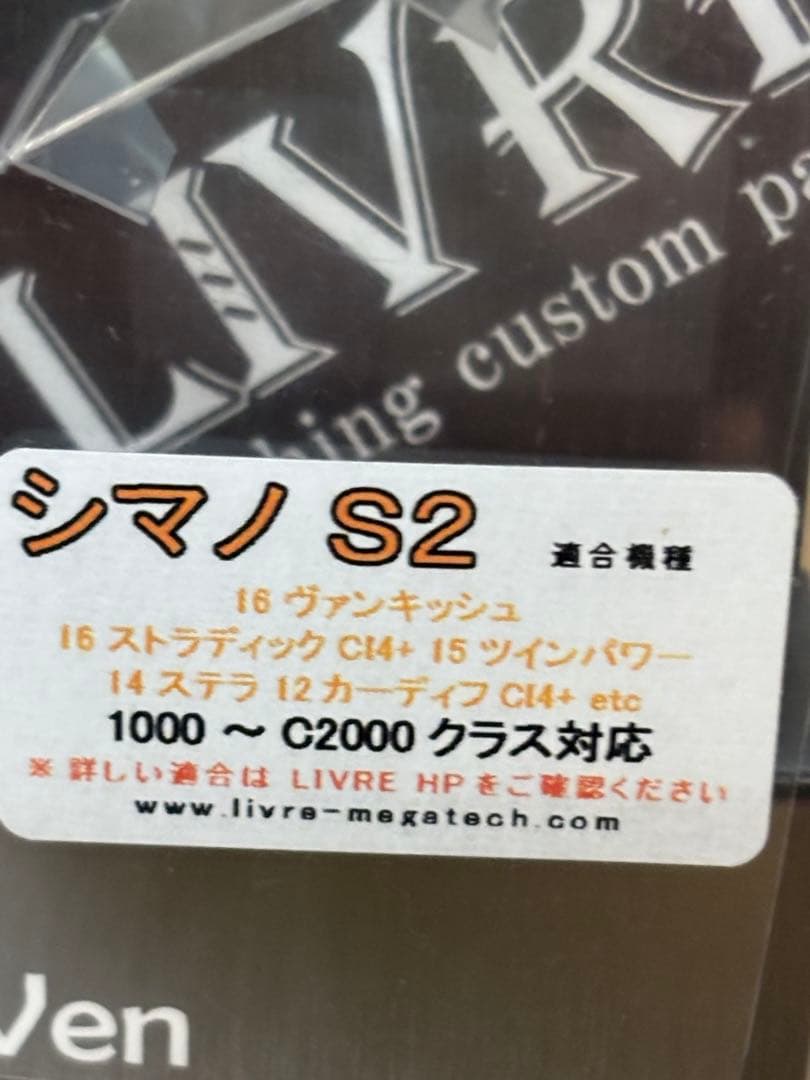 LIVRE
hing custom pa
シマノ S2 適合機種
16 ヴァンキッシュ
16 ストラディック CI4+ 15 ツインパワー
14 ステラ 12 カーディフ CI4+ etc
1000 ～ C2000 クラス対応
※ 詳しい適合は LIVRE HP をご確認ください
www.livre-megatech.com
Ven